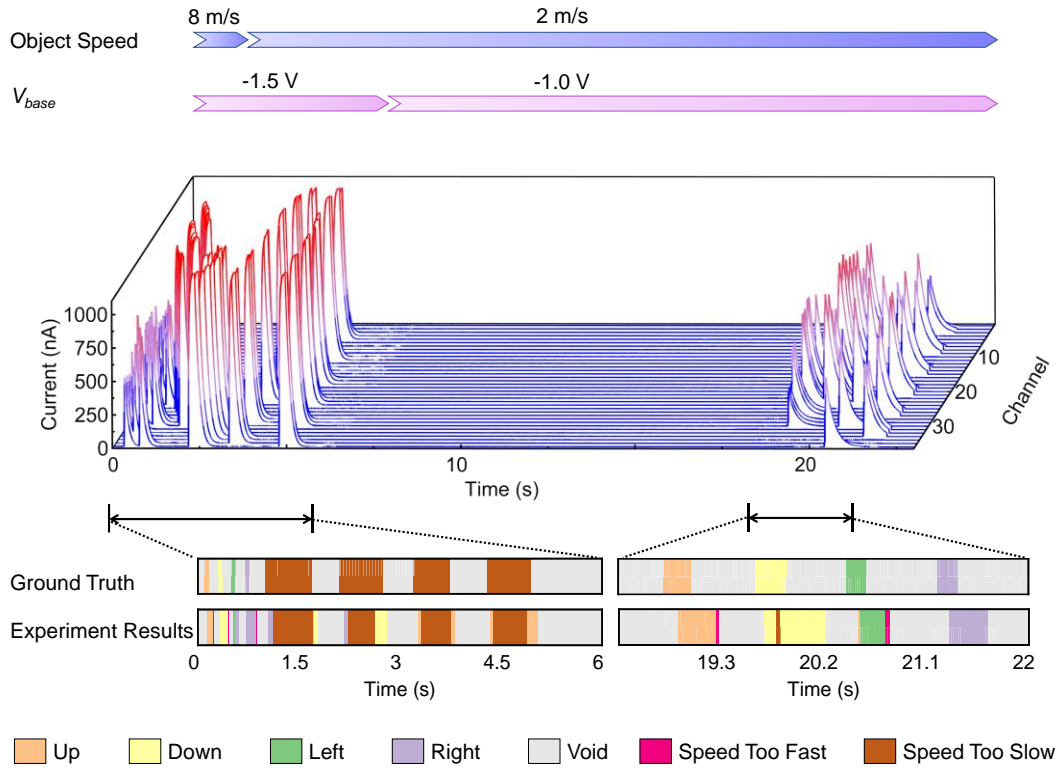 8 m/s 2 m/s
Object Speed
-1.5 V -1.0 V
V_base
1000
750
500
250
0
Current (nA)
0 10 20
Time (s)
10
20
30
Channel
Ground Truth
Experiment Results
0 1.5 3 4.5 6 19.3 20.2 21.1 22
Time (s) Time (s)
Up Down Left Right Void Speed Too Fast Speed Too Slow